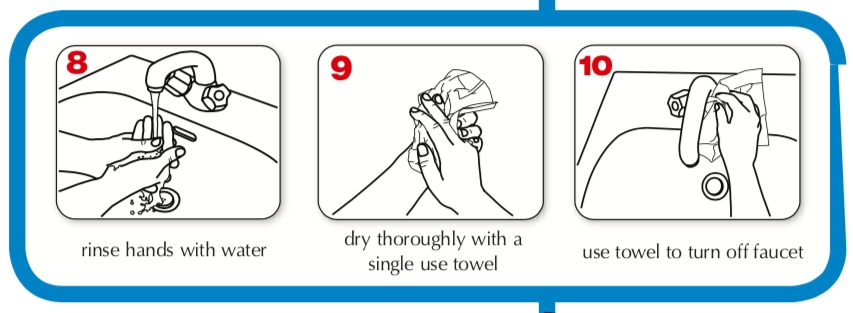 8
9
10
rinse hands with water
dry thoroughly with a
single use towel
use towel to turn off faucet